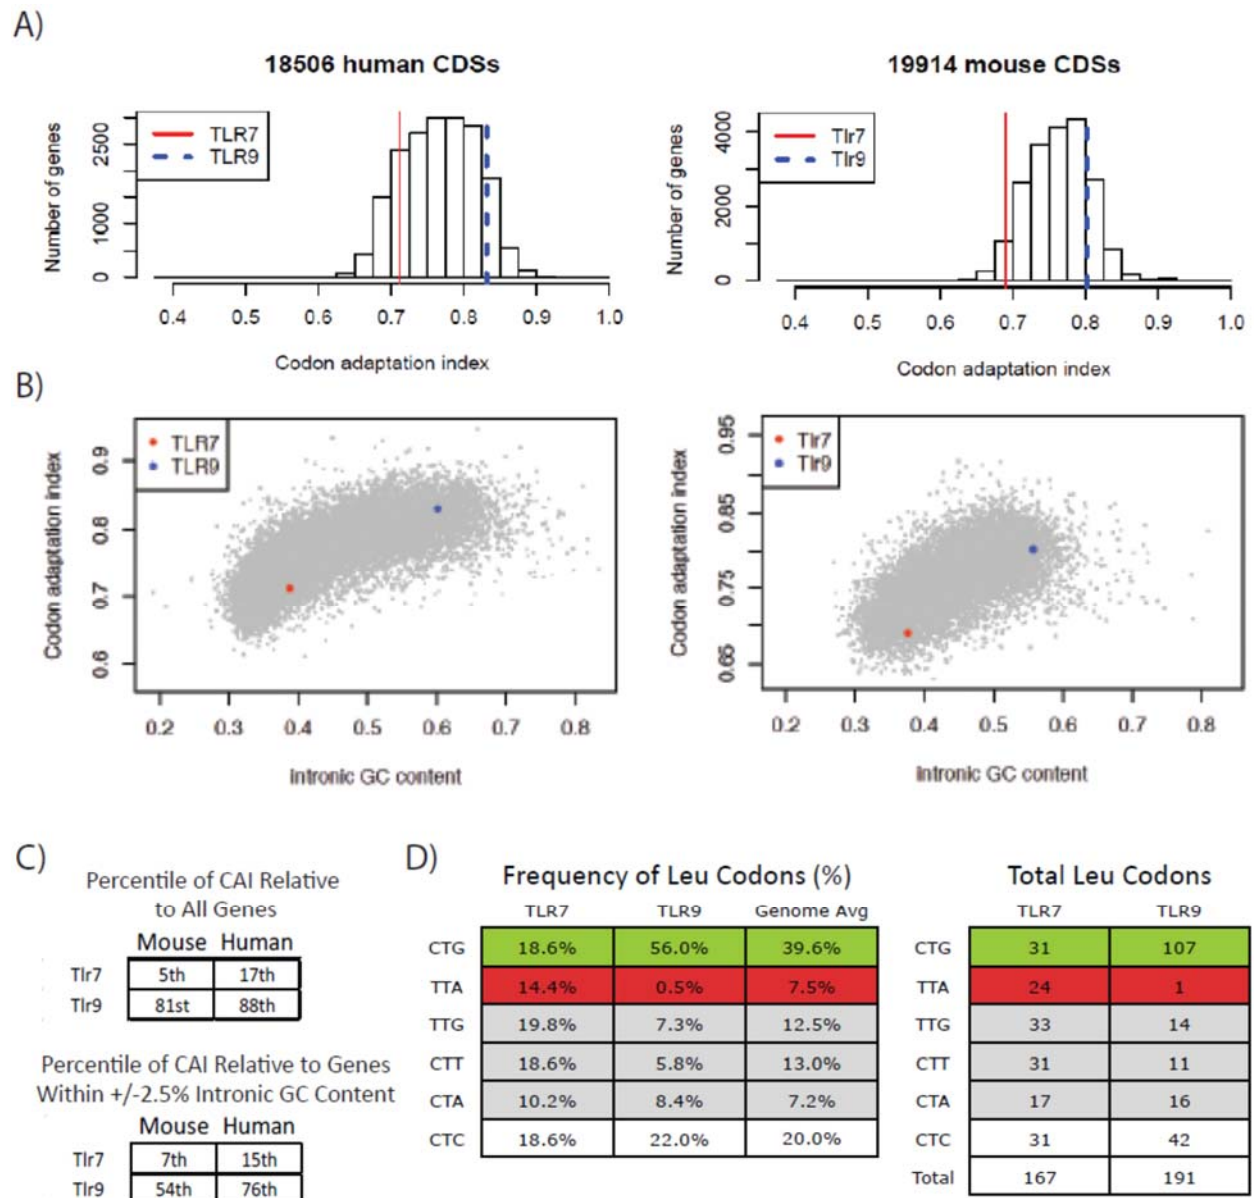 A)
18506 human CDSs
TLR7
TLR9
Number of genes
0 1000 2500
0.4 0.5 0.6 0.7 0.8 0.9 1.0
Codon adaptation index
19914 mouse CDSs
Tlr7
Tlr9
Number of genes
0 2000 4000
0.4 0.5 0.6 0.7 0.8 0.9 1.0
Codon adaptation index
B)
TLR7
TLR9
Codon adaptation index
0.6 0.7 0.8 0.9
0.2 0.3 0.4 0.5 0.6 0.7 0.8
Intronic GC content
Tlr7
Tlr9
Codon adaptation index
0.65 0.75 0.85 0.95
0.2 0.3 0.4 0.5 0.6 0.7 0.8
Intronic GC content
C)
Percentile of CAI Relative
to All Genes
Mouse Human
Tlr7 5th 17th
Tlr9 81st 88th
Percentile of CAI Relative to Genes
Within +/-2.5% Intronic GC Content
Mouse Human
Tlr7 7th 15th
Tlr9 54th 76th
D)
Frequency of Leu Codons (%)
TLR7 TLR9 Genome Avg
CTG 18.6% 56.0% 39.6%
TTA 14.4% 0.5% 7.5%
TTG 19.8% 7.3% 12.5%
CTT 18.6% 5.8% 13.0%
CTA 10.2% 8.4% 7.2%
CTC 18.6% 22.0% 20.0%
Total Leu Codons
TLR7 TLR9
CTG 31 107
TTA 24 1
TTG 33 14
CTT 31 11
CTA 17 16
CTC 31 42
Total 167 191